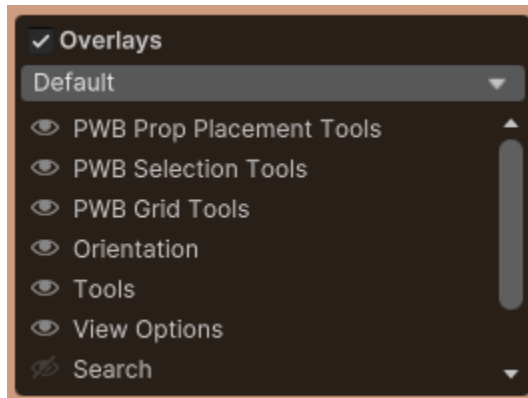 Overlays
Default
PWB Prop Placement Tools
PWB Selection Tools
PWB Grid Tools
Orientation
Tools
View Options
Search